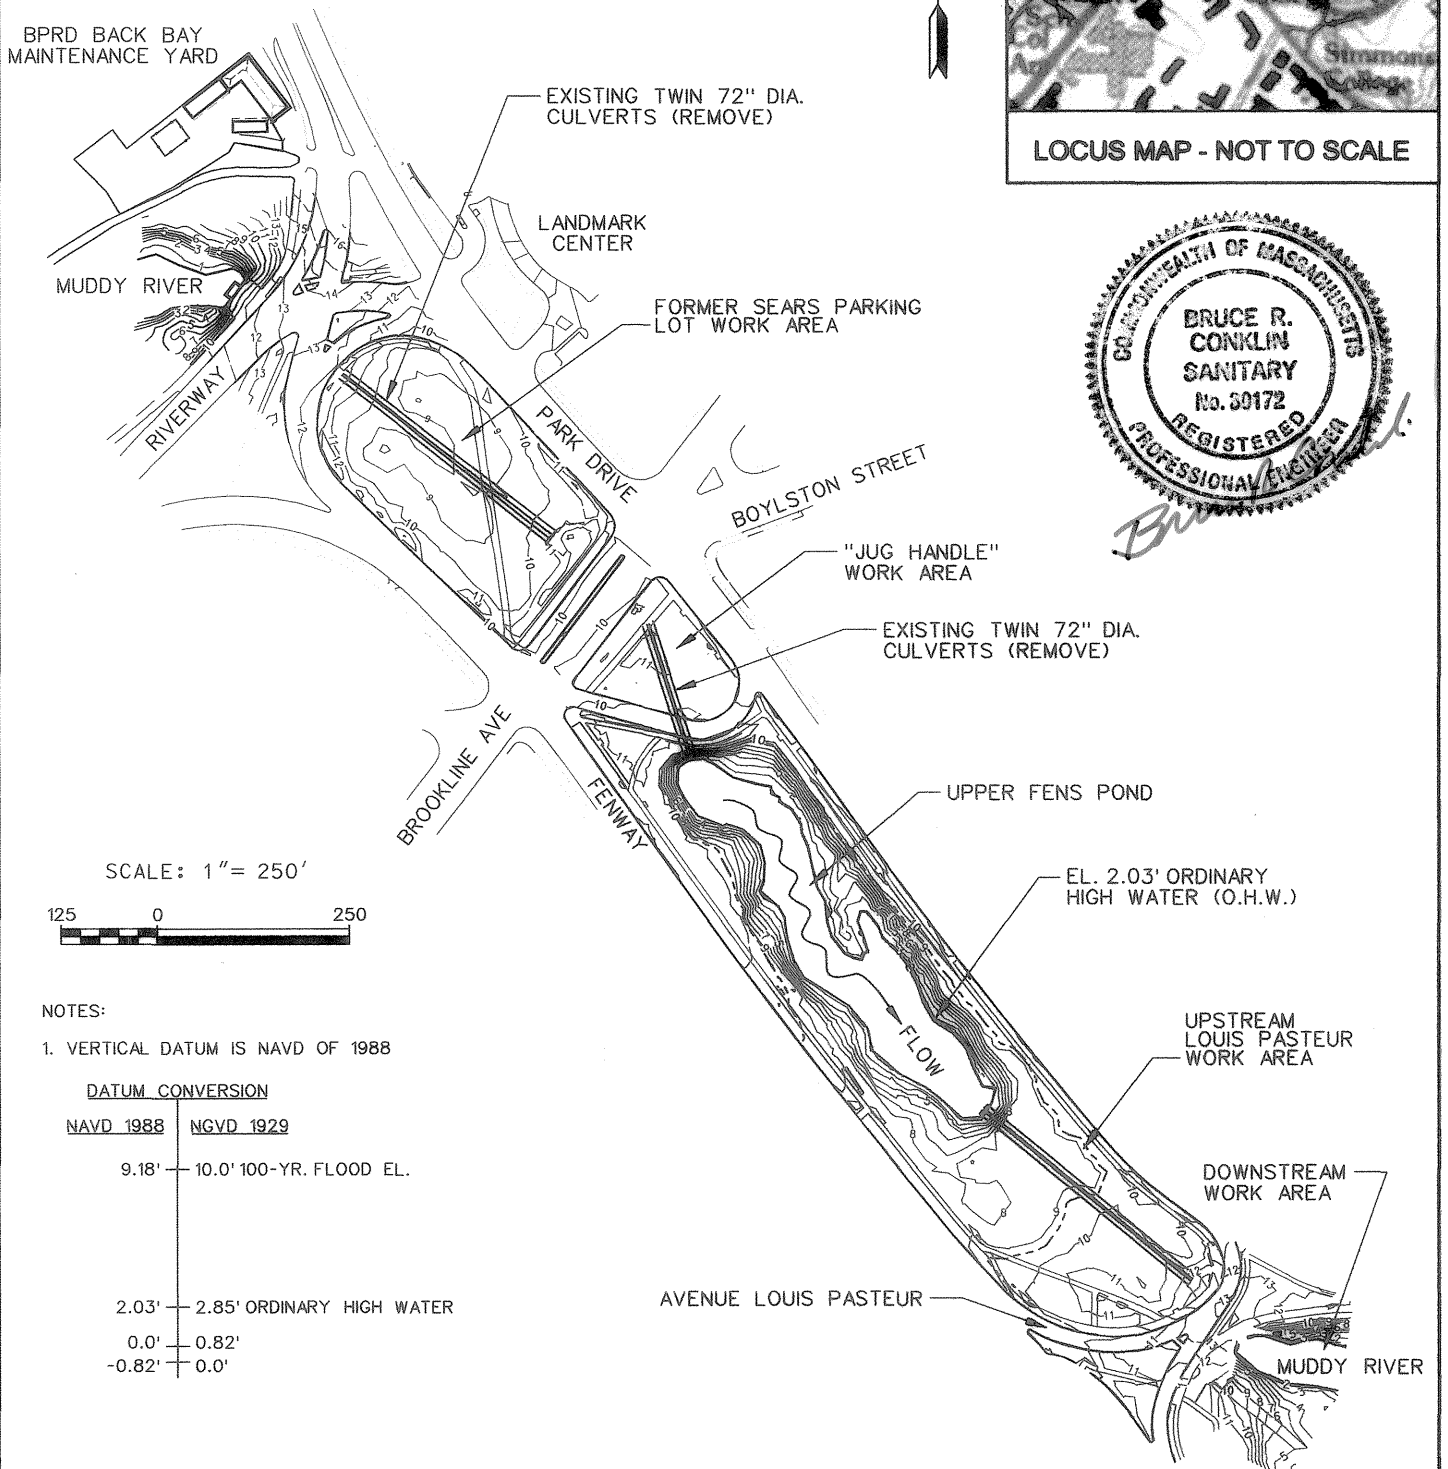 BPRD BACK BAY
MAINTENANCE YARD
EXISTING TWIN 72" DIA.
CULVERTS (REMOVE)
Simmons
College
LOCUS MAP - NOT TO SCALE
LANDMARK
CENTER
MUDDY RIVER
FORMER SEARS PARKING
LOT WORK AREA
COMMONWEALTH OF MASSACHUSETTS
BRUCE R.
CONKLIN
SANITARY
No. 30172
REGISTERED
PROFESSIONAL ENGINEER
RIVERWAY
PARK DRIVE
BOYLSTON STREET
"JUG HANDLE"
WORK AREA
EXISTING TWIN 72" DIA.
CULVERTS (REMOVE)
BROOKLINE AVE
FENWAY
UPPER FENS POND
SCALE: 1"= 250'
125 0 250
EL. 2.03' ORDINARY
HIGH WATER (O.H.W.)
FLOW
NOTES:
1. VERTICAL DATUM IS NAVD OF 1988
DATUM CONVERSION
NAVD 1988 NGVD 1929
9.18' 10.0' 100-YR. FLOOD EL.
2.03' 2.85' ORDINARY HIGH WATER
0.0' 0.82'
-0.82' 0.0'
UPSTREAM
LOUIS PASTEUR
WORK AREA
DOWNSTREAM
WORK AREA
AVENUE LOUIS PASTEUR
MUDDY RIVER